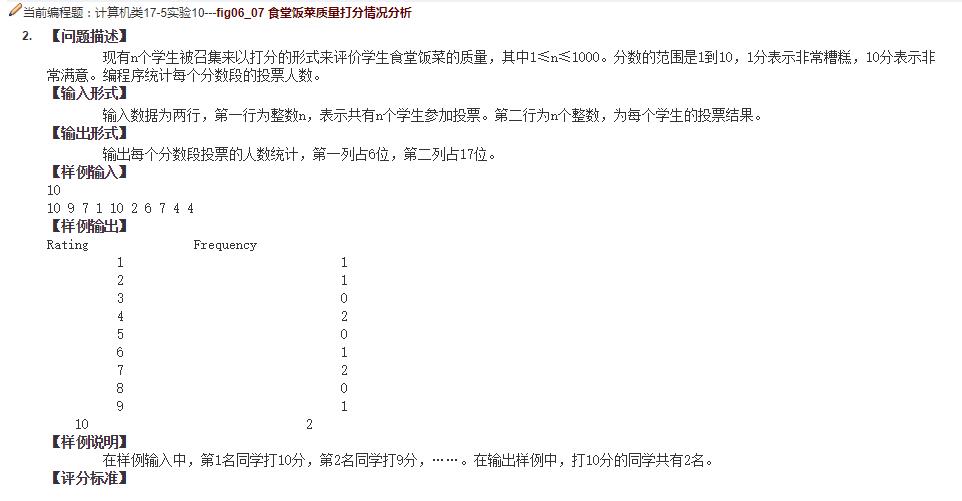 当前编程题：计算机类17-5实验10---fig06_07 食堂饭菜质量打分情况分析
2. 【问题描述】
现有n个学生被召集来以打分的形式来评价学生食堂饭菜的质量，其中1≤n≤1000。分数的范围是1到10，1分表示非常糟糕，10分表示非
常满意。编程序统计每个分数段的投票人数。
【输入形式】
输入数据为两行，第一行为整数n，表示共有n个学生参加投票。第二行为n个整数，为每个学生的投票结果。
【输出形式】
输出每个分数段投票的人数统计，第一列占6位，第二列占17位。
【样例输入】
10
10 9 7 1 10 2 6 7 4 4
【样例输出】
Rating Frequency
1 1
2 1
3 0
4 2
5 0
6 1
7 2
8 0
9 1
10 2
【样例说明】
在样例输入中，第1名同学打10分，第2名同学打9分，……。在输出样例中，打10分的同学共有2名。
【评分标准】